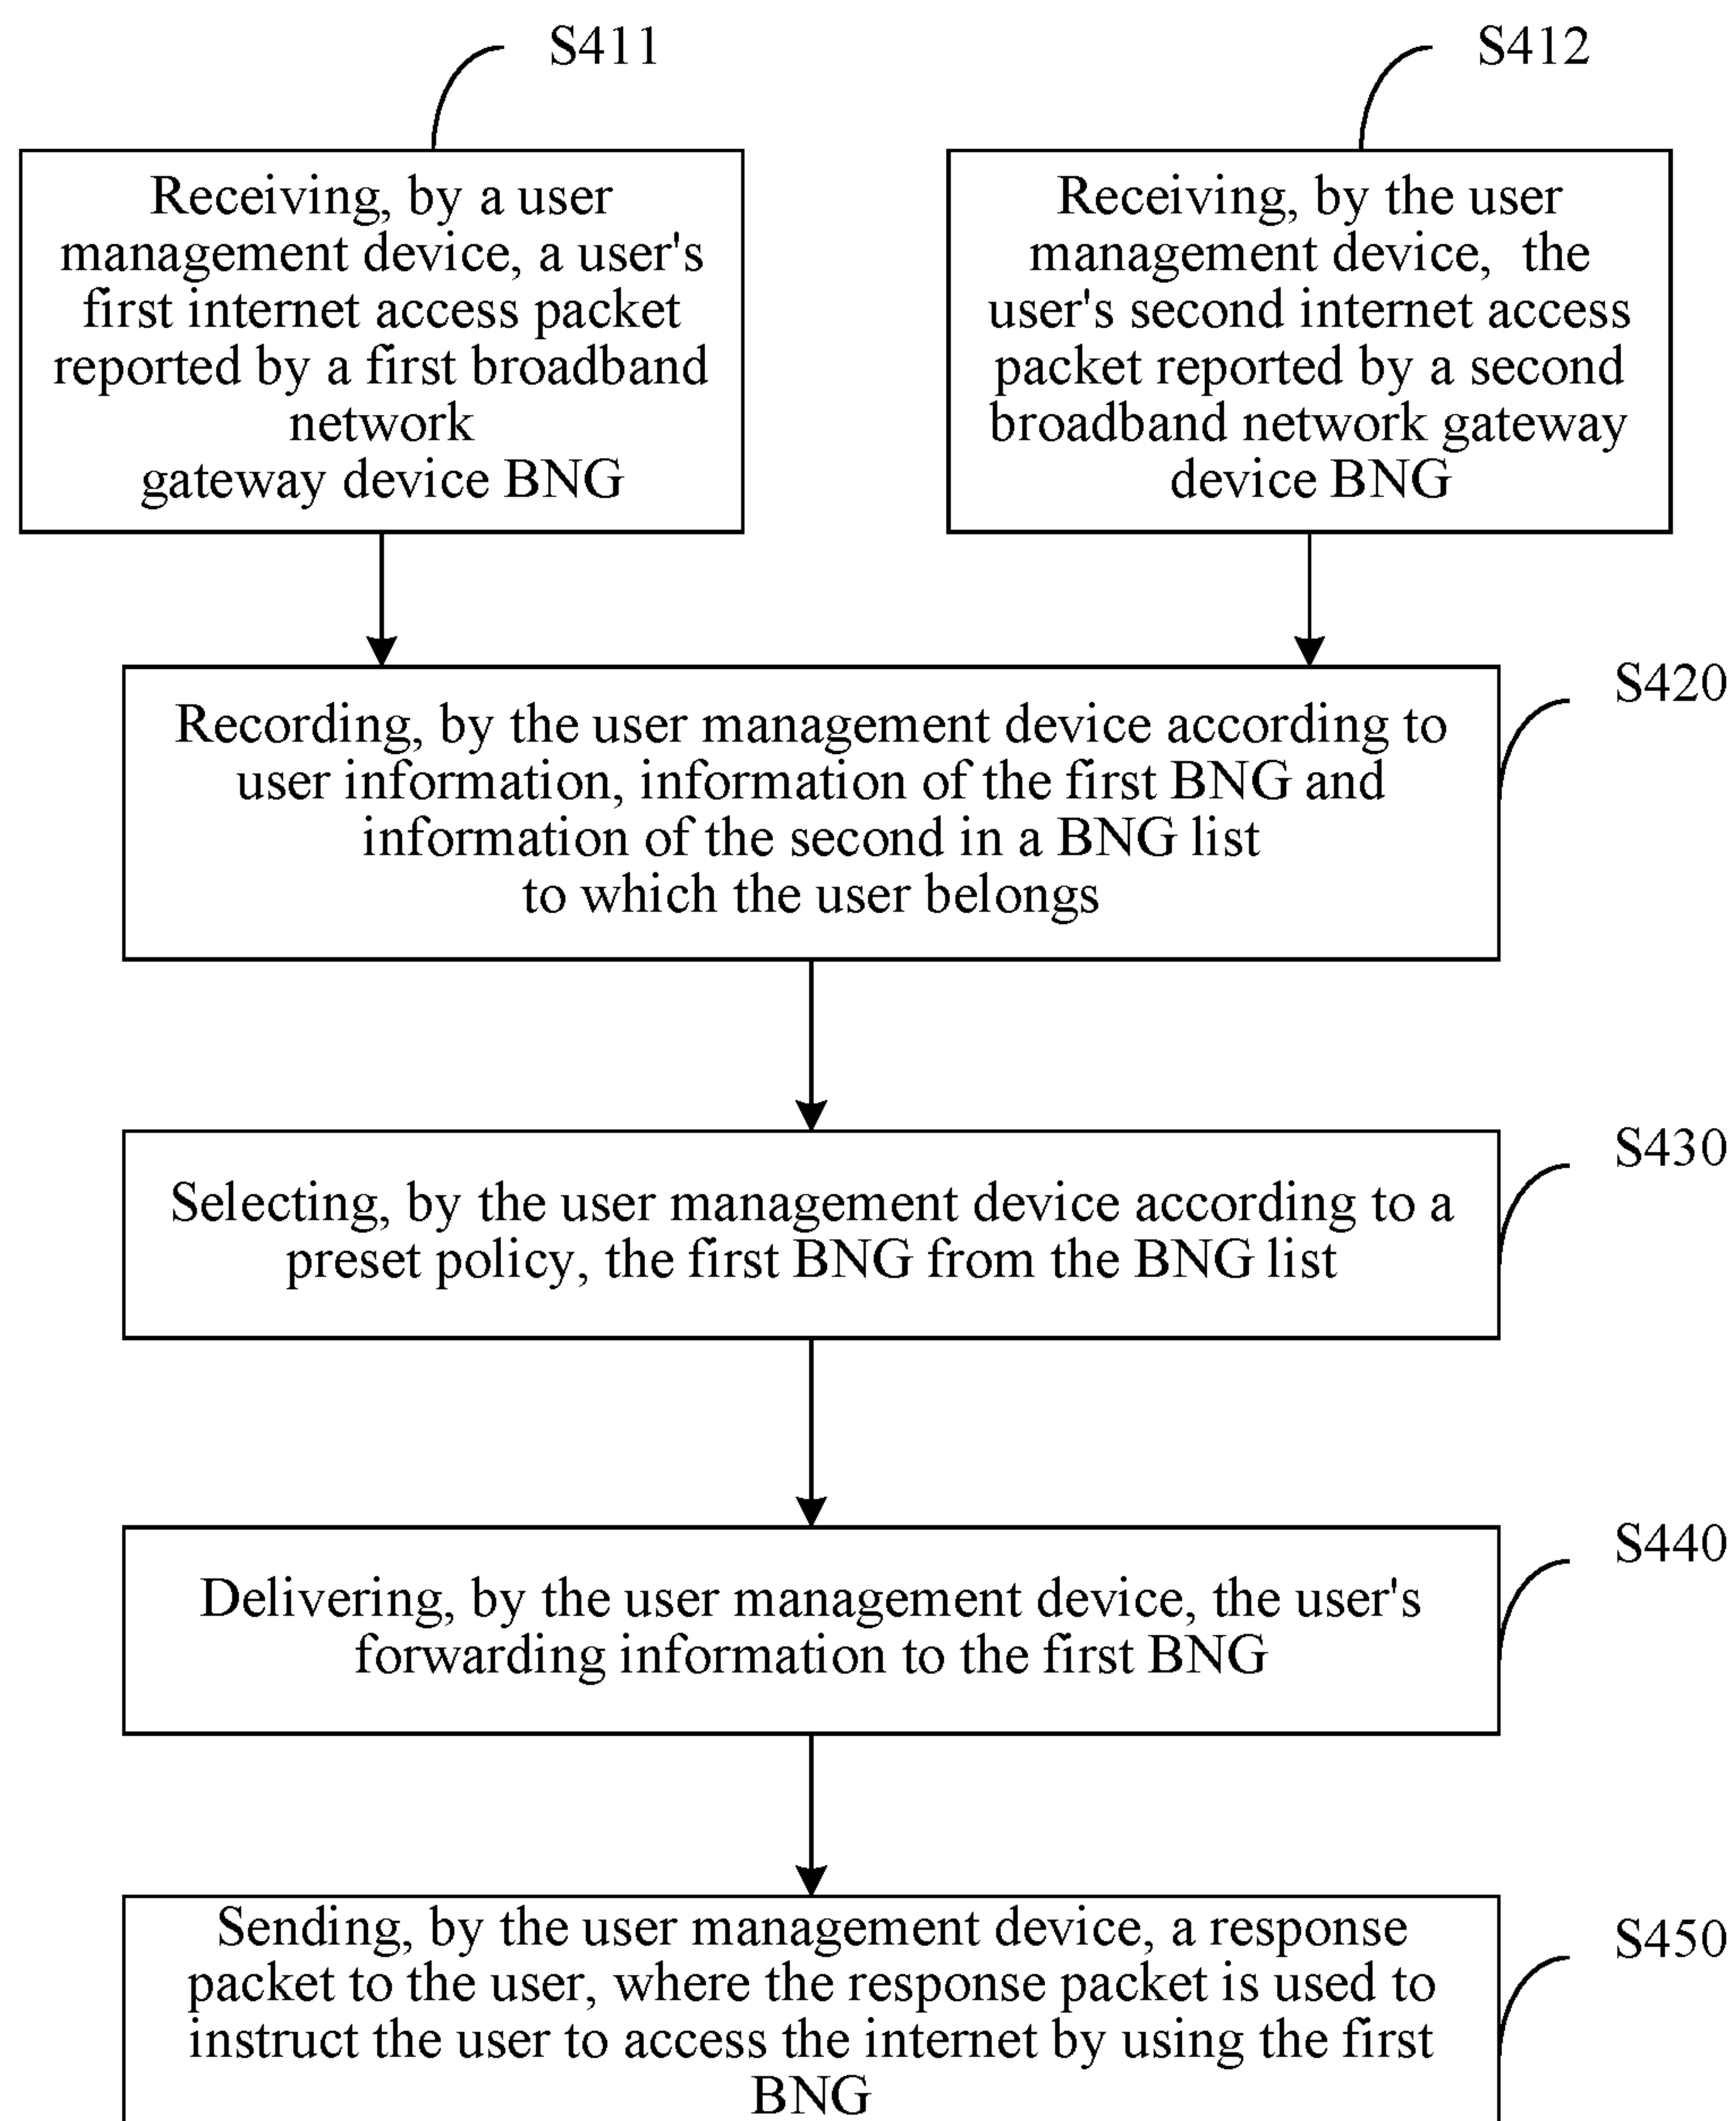 S411
Receiving, by a user
management device, a user's
first internet access packet
reported by a first broadband
network
gateway device BNG
S412
Receiving, by the user
management device, the
user's second internet access
packet reported by a second
broadband network gateway
device BNG
S420
Recording, by the user management device according to
user information, information of the first BNG and
information of the second in a BNG list
to which the user belongs
S430
Selecting, by the user management device according to a
preset policy, the first BNG from the BNG list
S440
Delivering, by the user management device, the user's
forwarding information to the first BNG
S450
Sending, by the user management device, a response
packet to the user, where the response packet is used to
instruct the user to access the internet by using the first
BNG